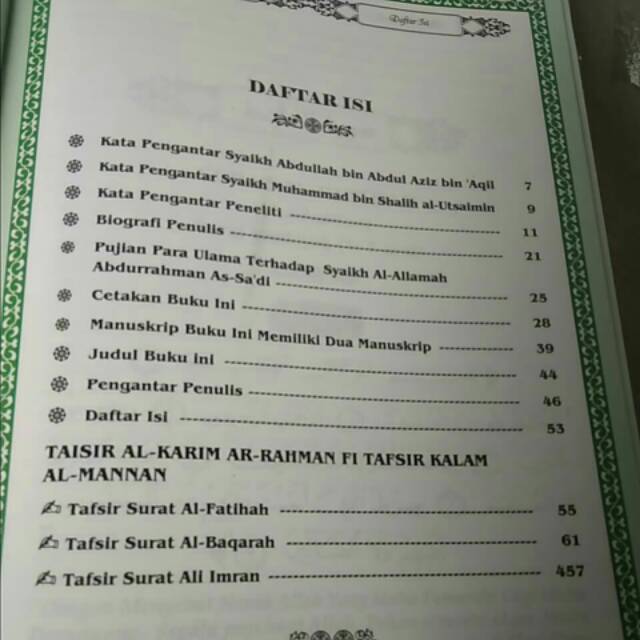 Daftar Isi
DAFTAR ISI
Kata Pengantar Syaikh Abdullah bin Abdul Aziz bin 'Aqil 7
Kata Pengantar Syaikh Muhammad bin Shalih al-Utsaimin 9
Kata Pengantar Peneliti 11
Biografi Penulis 21
Pujian Para Ulama Terhadap Syaikh Al-Allamah
Abdurrahman As-Sa'di 25
Cetakan Buku Ini 28
Manuskrip Buku Ini Memiliki Dua Manuskrip 39
Judul Buku ini 44
Pengantar Penulis 46
Daftar Isi 53
TAISIR AL-KARIM AR-RAHMAN FI TAFSIR KALAM
AL-MANNAN
Tafsir Surat Al-Fatihah 55
Tafsir Surat Al-Baqarah 61
Tafsir Surat Ali Imran 457